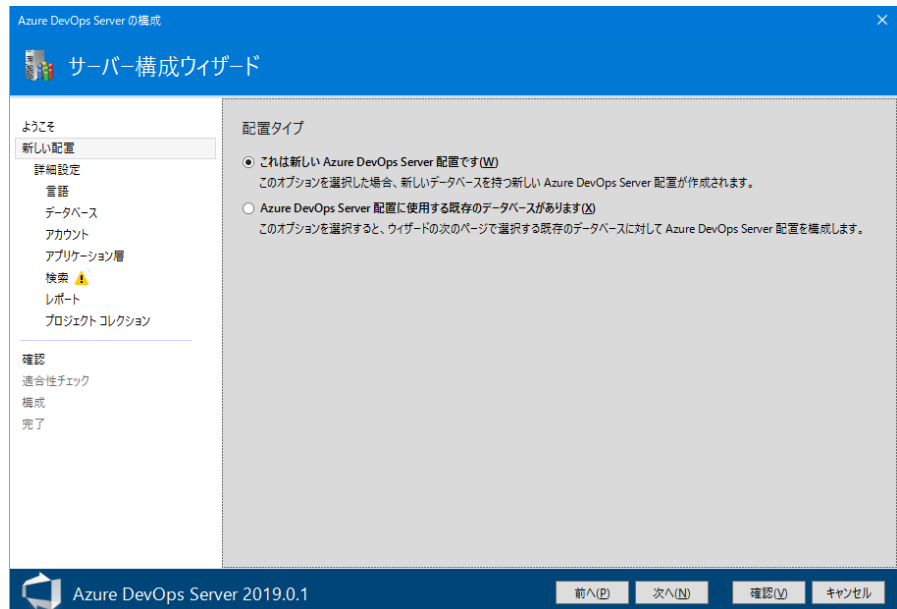 Azure DevOps Server の構成
サーバー構成ウィザード
ようこそ
新しい配置
詳細設定
言語
データベース
アカウント
アプリケーション層
検索
レポート
プロジェクト コレクション
確認
適合性チェック
構成
完了
配置タイプ
これは新しい Azure DevOps Server 配置です(W)
このオプションを選択した場合、新しいデータベースを持つ新しい Azure DevOps Server 配置が作成されます。
Azure DevOps Server 配置に使用する既存のデータベースがあります(X)
このオプションを選択すると、ウィザードの次のページで選択する既存のデータベースに対して Azure DevOps Server 配置を構成します。
Azure DevOps Server 2019.0.1
前へ(P)
次へ(N)
確認(V)
キャンセル